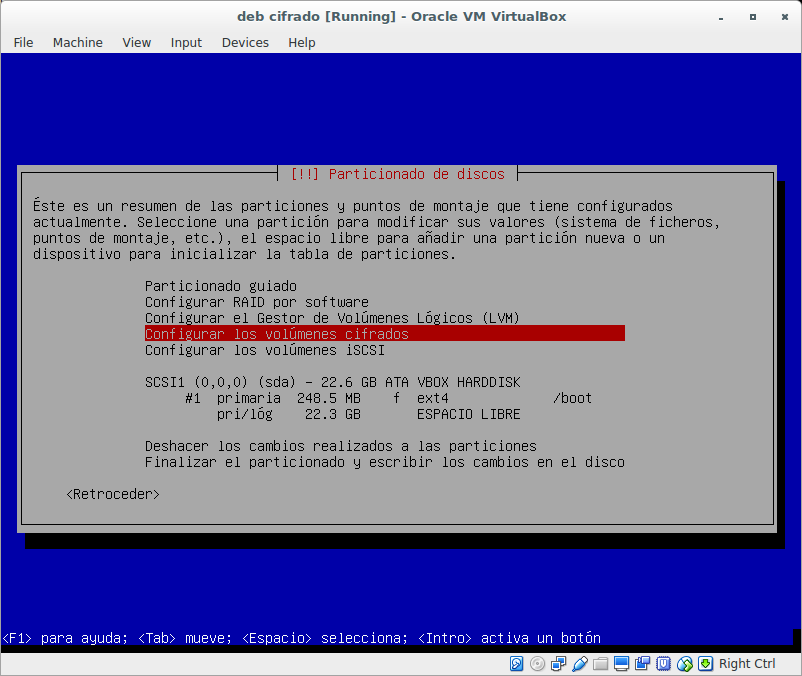 deb cifrado [Running] - Oracle VM VirtualBox
File Machine View Input Devices Help
[!!] Particionado de discos
Éste es un resumen de las particiones y puntos de montaje que tiene configurados
actualmente. Seleccione una partición para modificar sus valores (sistema de ficheros,
puntos de montaje, etc.), el espacio libre para añadir una partición nueva o un
dispositivo para inicializar la tabla de particiones.
Particionado guiado
Configurar RAID por software
Configurar el Gestor de Volúmenes Lógicos (LVM)
Configurar los volúmenes cifrados
Configurar los volúmenes iSCSI
SCSI1 (0,0,0) (sda) - 22.6 GB ATA VBOX HARDDISK
#1 primaria 248.5 MB f ext4 /boot
pri/lóg 22.3 GB ESPACIO LIBRE
Deshacer los cambios realizados a las particiones
Finalizar el particionado y escribir los cambios en el disco
<Retroceder>
<F1> para ayuda; <Tab> mueve; <Espacio> selecciona; <Intro> activa un botón
Right Ctrl